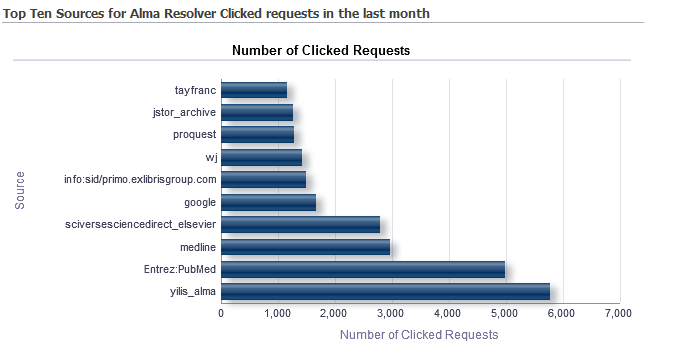 Top Ten Sources for Alma Resolver Clicked requests in the last month
Number of Clicked Requests
tayfranc
jstor_archive
proquest
wj
info:sid/primo.exlibrisgroup.com
google
sciversesciencedirect_elsevier
medline
Entrez:PubMed
yilis_alma
Source
0 1,000 2,000 3,000 4,000 5,000 6,000 7,000
Number of Clicked Requests